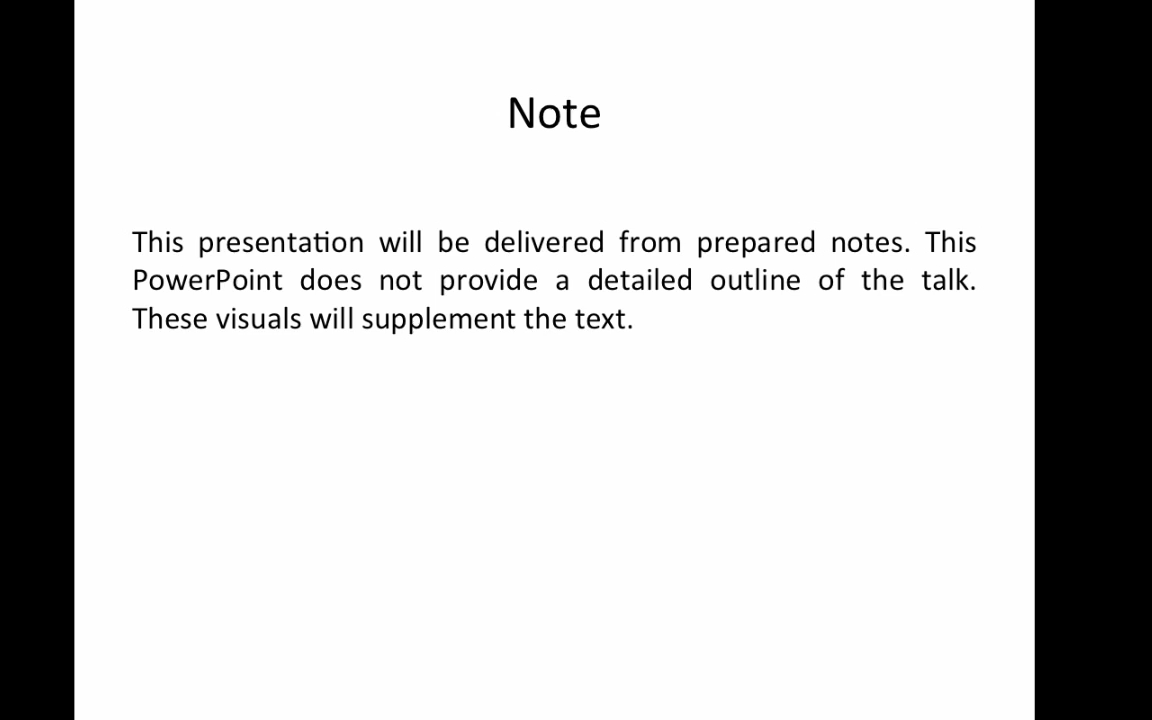 Note
This presentation will be delivered from prepared notes. This
PowerPoint does not provide a detailed outline of the talk.
These visuals will supplement the text.